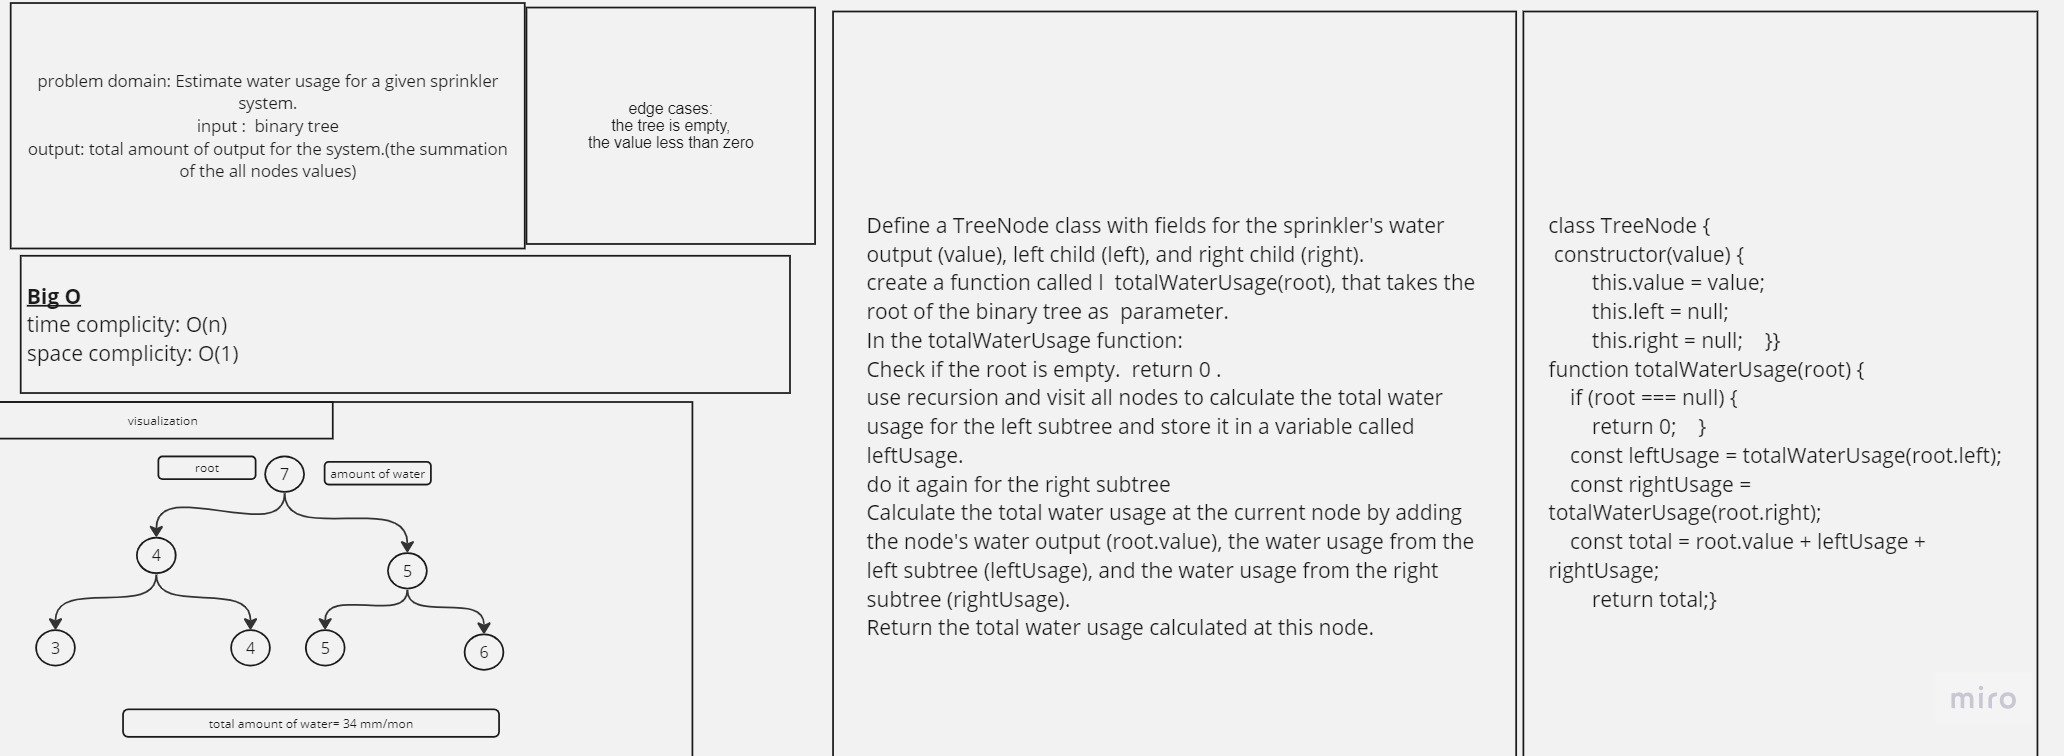 problem domain: Estimate water usage for a given sprinkler
system.
input :  binary tree
output: total amount of output for the system.(the summation
of the all nodes values)
edge cases:
the tree is empty,
the value less than zero
Big O
time complicity: O(n)
space complicity: O(1)
visualization
root
7
amount of water
4
5
3
4
5
6
total amount of water= 34 mm/mon
Define a TreeNode class with fields for the sprinkler's water
output (value), left child (left), and right child (right).
create a function called l  totalWaterUsage(root), that takes the
root of the binary tree as  parameter.
In the totalWaterUsage function:
Check if the root is empty.  return 0 .
use recursion and visit all nodes to calculate the total water
usage for the left subtree and store it in a variable called
leftUsage.
do it again for the right subtree
Calculate the total water usage at the current node by adding
the node's water output (root.value), the water usage from the
left subtree (leftUsage), and the water usage from the right
subtree (rightUsage).
Return the total water usage calculated at this node.
class TreeNode {
constructor(value) {
this.value = value;
this.left = null;
this.right = null;    }}
function totalWaterUsage(root) {
if (root === null) {
return 0;    }
const leftUsage = totalWaterUsage(root.left);
const rightUsage =
totalWaterUsage(root.right);
const total = root.value + leftUsage +
rightUsage;
return total;}
miro